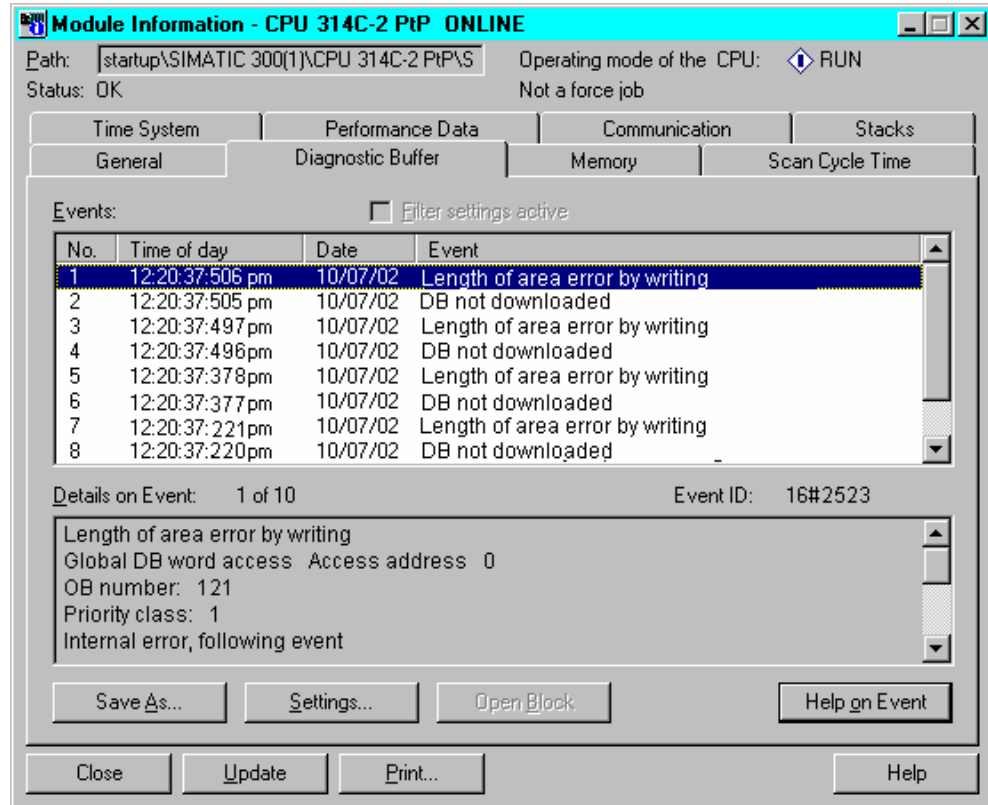 Module Information - CPU 314C-2 PtP ONLINE
Path: startup\SIMATIC 300(1)\CPU 314C-2 PtP\S Operating mode of the CPU: RUN
Status: OK Not a force job
Time System Performance Data Communication Stacks
General Diagnostic Buffer Memory Scan Cycle Time
Events: Filter settings active
No. Time of day Date Event
1 12:20:37:506 pm 10/07/02 Length of area error by writing
2 12:20:37:505 pm 10/07/02 DB not downloaded
3 12:20:37:497pm 10/07/02 Length of area error by writing
4 12:20:37:496pm 10/07/02 DB not downloaded
5 12:20:37:378pm 10/07/02 Length of area error by writing
6 12:20:37:377pm 10/07/02 DB not downloaded
7 12:20:37:221pm 10/07/02 Length of area error by writing
8 12:20:37:220pm 10/07/02 DB not downloaded
Details on Event: 1 of 10 Event ID: 16#2523
Length of area error by writing
Global DB word access Access address 0
OB number: 121
Priority class: 1
Internal error, following event
Save As... Settings... Open Block Help on Event
Close Update Print... Help